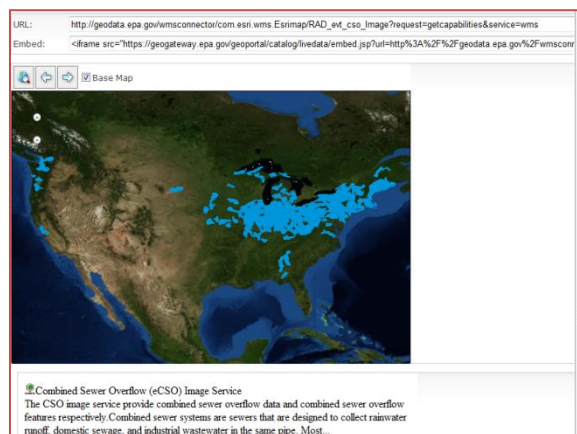 URL: http://geodata.epa.gov/wmsconnector/com.esri.wms.Esrimap/RAD_evt_cso_Image?request=getcapabilities&service=wms
Embed: <iframe src="https://geogateway.epa.gov/geoportal/catalog/livedata/embed.jsp?url=http%3A%2F%2Fgeodata.epa.gov%2Fwmsconn
Base Map
Combined Sewer Overflow (eCSO) Image Service
The CSO image service provide combined sewer overflow data and combined sewer overflow
features respectively.Combined sewer systems are sewers that are designed to collect rainwater
runoff, domestic sewage, and industrial wastewater in the same pipe. Most...